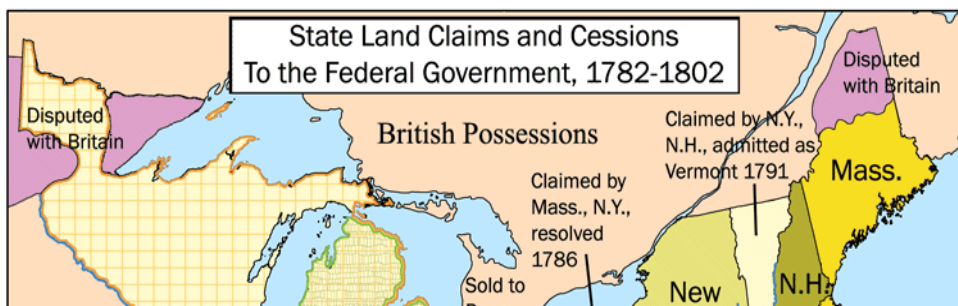 State Land Claims and Cessions
To the Federal Government, 1782-1802
Disputed
with Britain
British Possessions
Disputed
with Britain
Claimed by N.Y.,
N.H., admitted as
Vermont 1791
Mass.
Claimed by
Mass., N.Y.,
resolved
1786
Sold to
New
N.H.